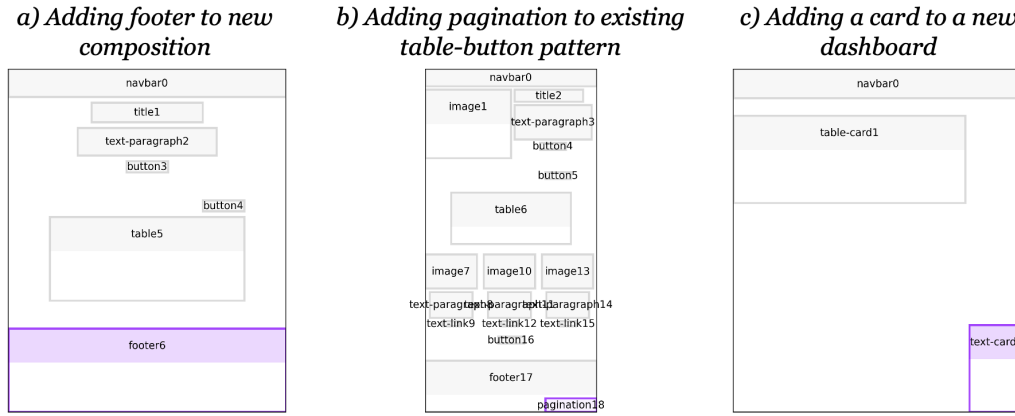 a) Adding footer to new
composition
navbar0
title1
text-paragraph2
button3
button4
table5
footer6
b) Adding pagination to existing
table-button pattern
navbar0
image1
title2
text-paragraph3
button4
button5
table6
image7 image10 image13
text-link9 text-link12 text-link15
button16
footer17
pagination18
c) Adding a card to a new
dashboard
navbar0
table-card1
text-card